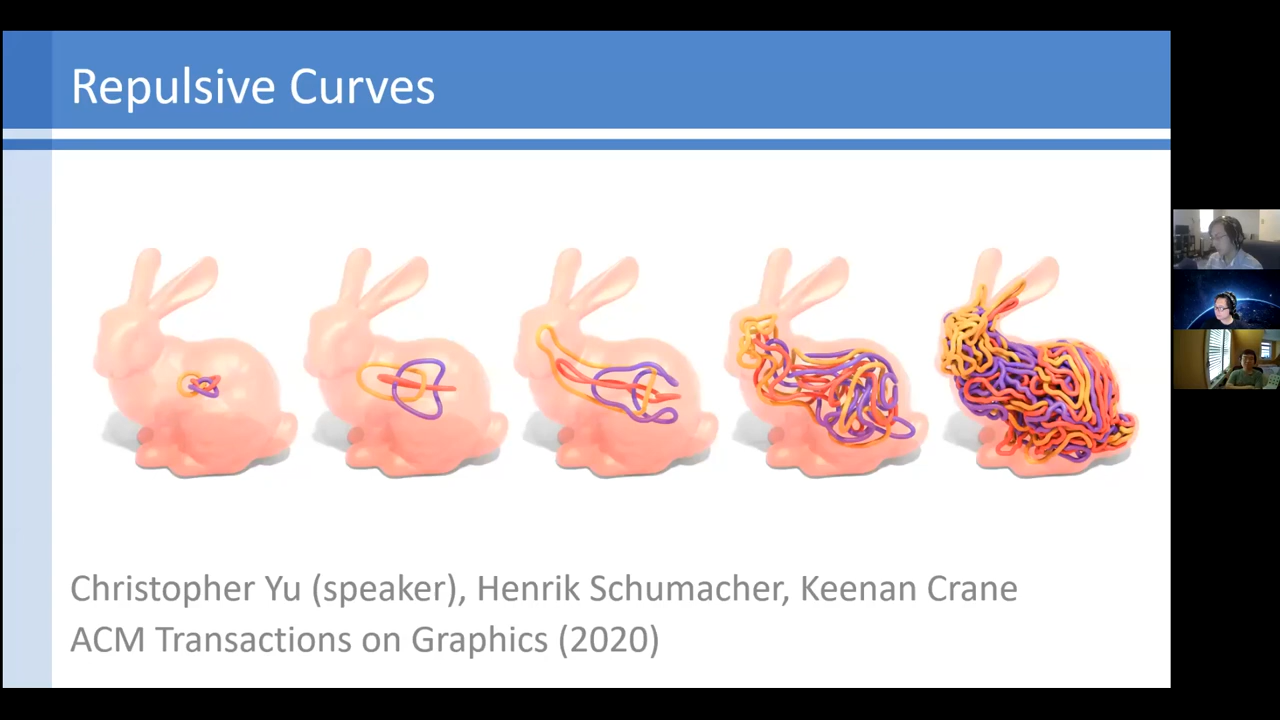 Repulsive Curves
Christopher Yu (speaker), Henrik Schumacher, Keenan Crane
ACM Transactions on Graphics (2020)